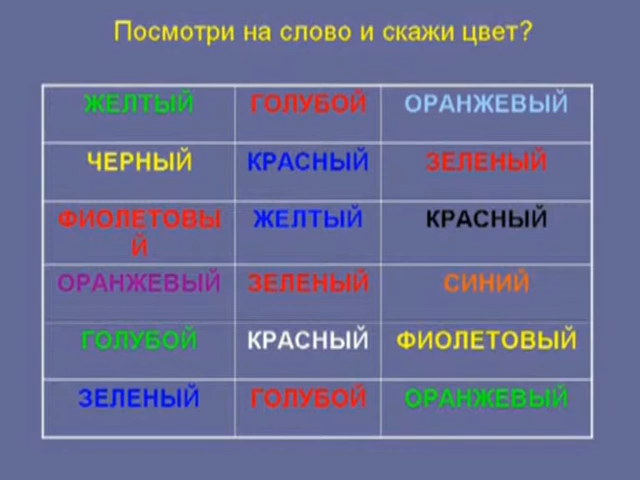 Посмотри на слово и скажи цвет?
ЖЕЛТЫЙ ГОЛУБОЙ ОРАНЖЕВЫЙ
ЧЕРНЫЙ КРАСНЫЙ ЗЕЛЕНЫЙ
ФИОЛЕТОВЫ
Й
ЖЕЛТЫЙ КРАСНЫЙ
ОРАНЖЕВЫЙ ЗЕЛЕНЫЙ СИНИЙ
ГОЛУБОЙ КРАСНЫЙ ФИОЛЕТОВЫЙ
ЗЕЛЕНЫЙ ГОЛУБОЙ ОРАНЖЕВЫЙ